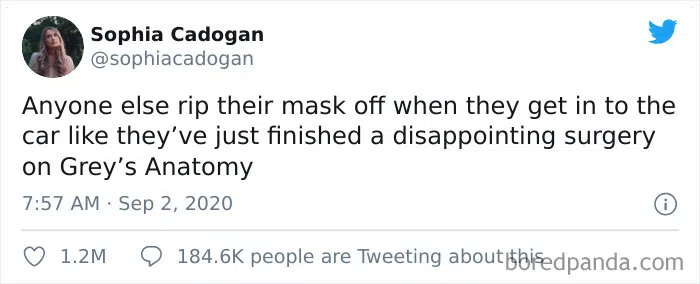 Sophia Cadogan
@sophiacadogan
Anyone else rip their mask off when they get in to the
car like they’ve just finished a disappointing surgery
on Grey’s Anatomy
7:57 AM · Sep 2, 2020
1.2M 184.6K people are Tweeting about this
boredpanda.com